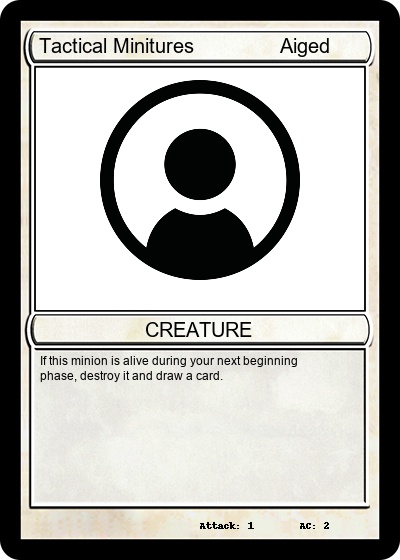 Tactical Minitures Aiged
CREATURE
If this minion is alive during your next beginning
phase, destroy it and draw a card.
Attack: 1 AC: 2